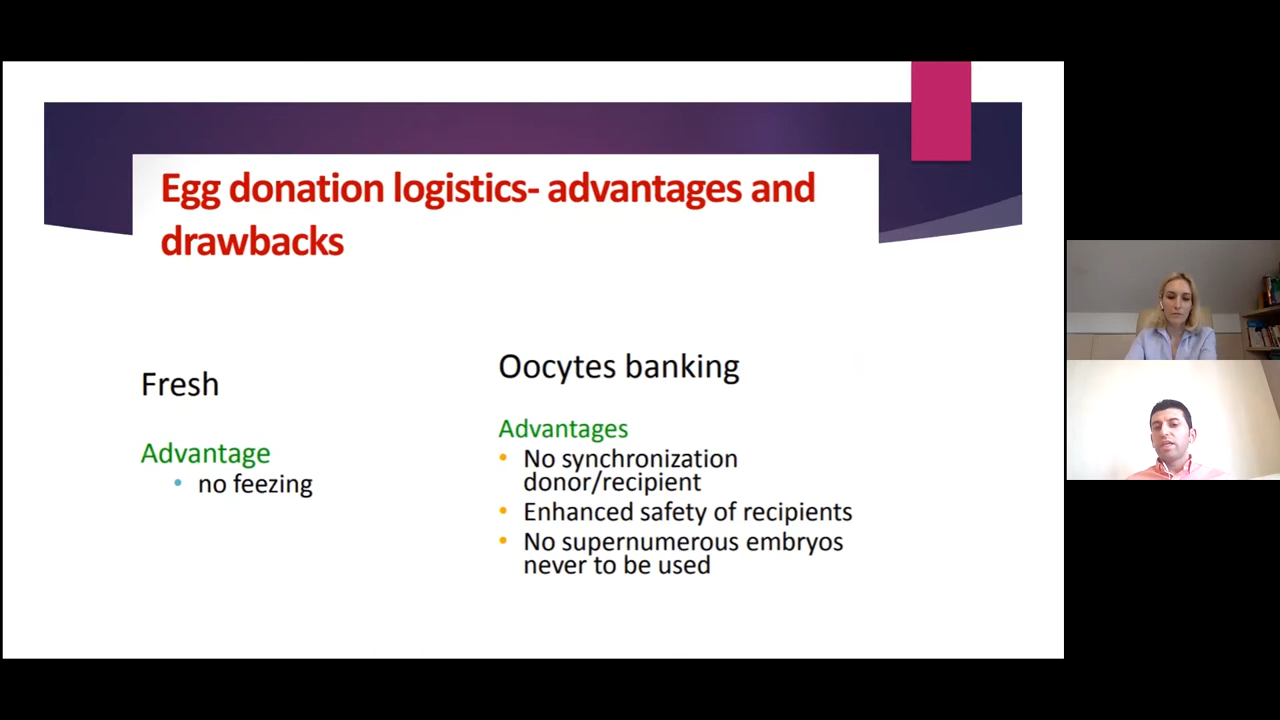 Egg donation logistics- advantages and
drawbacks
Fresh
Advantage
• no feezing
Oocytes banking
Advantages
• No synchronization
donor/recipient
• Enhanced safety of recipients
• No supernumerous embryos
never to be used